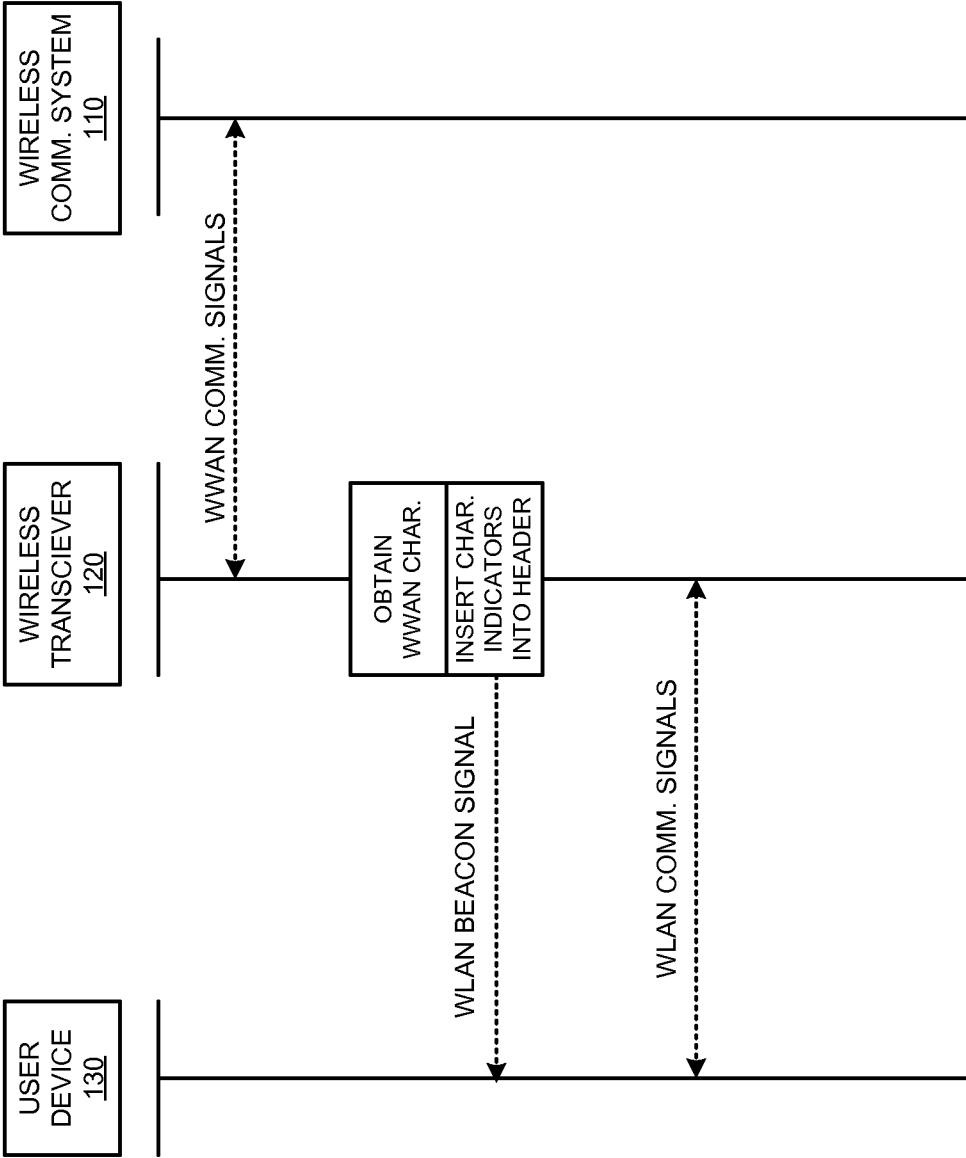 USER
DEVICE
130
WIRELESS
TRANSCIEVER
120
WIRELESS
COMM. SYSTEM
110
WWAN COMM. SIGNALS
OBTAIN
WWAN CHAR.
INSERT CHAR.
INDICATORS
INTO HEADER
WLAN BEACON SIGNAL
WLAN COMM. SIGNALS